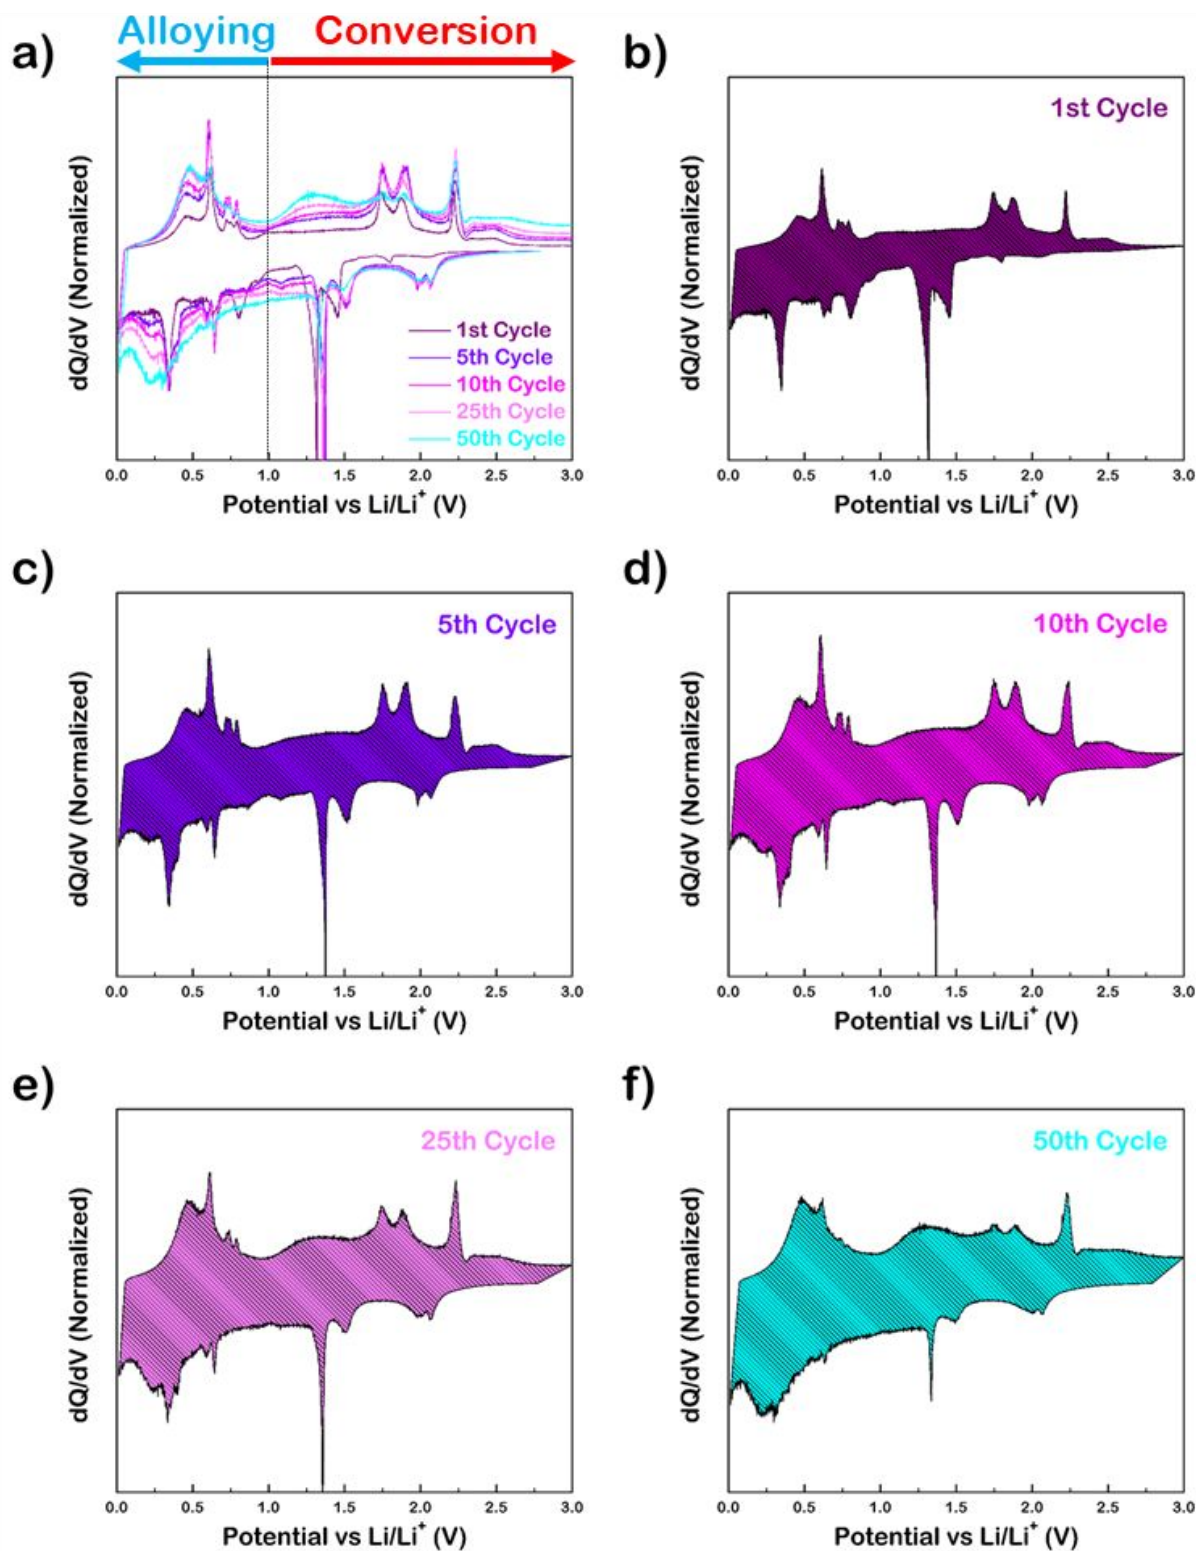 Alloying Conversion
a)
dQ/dV (Normalized)
1st Cycle
5th Cycle
10th Cycle
25th Cycle
50th Cycle
0.0 0.5 1.0 1.5 2.0 2.5 3.0
Potential vs Li/Li⁺ (V)
b)
1st Cycle
dQ/dV (Normalized)
0.0 0.5 1.0 1.5 2.0 2.5 3.0
Potential vs Li/Li⁺ (V)
c)
5th Cycle
dQ/dV (Normalized)
0.0 0.5 1.0 1.5 2.0 2.5 3.0
Potential vs Li/Li⁺ (V)
d)
10th Cycle
dQ/dV (Normalized)
0.0 0.5 1.0 1.5 2.0 2.5 3.0
Potential vs Li/Li⁺ (V)
e)
25th Cycle
dQ/dV (Normalized)
0.0 0.5 1.0 1.5 2.0 2.5 3.0
Potential vs Li/Li⁺ (V)
f)
50th Cycle
dQ/dV (Normalized)
0.0 0.5 1.0 1.5 2.0 2.5 3.0
Potential vs Li/Li⁺ (V)